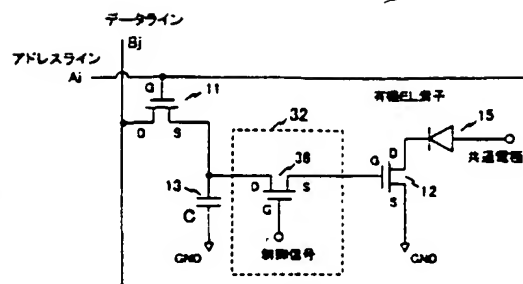 データライン
Bj
アドレスライン
Ai
G
11
D
S
32
有機EL素子
15
共通電極
13
C
GND
D
36
S
G
制御信号
G
D
12
S
GND